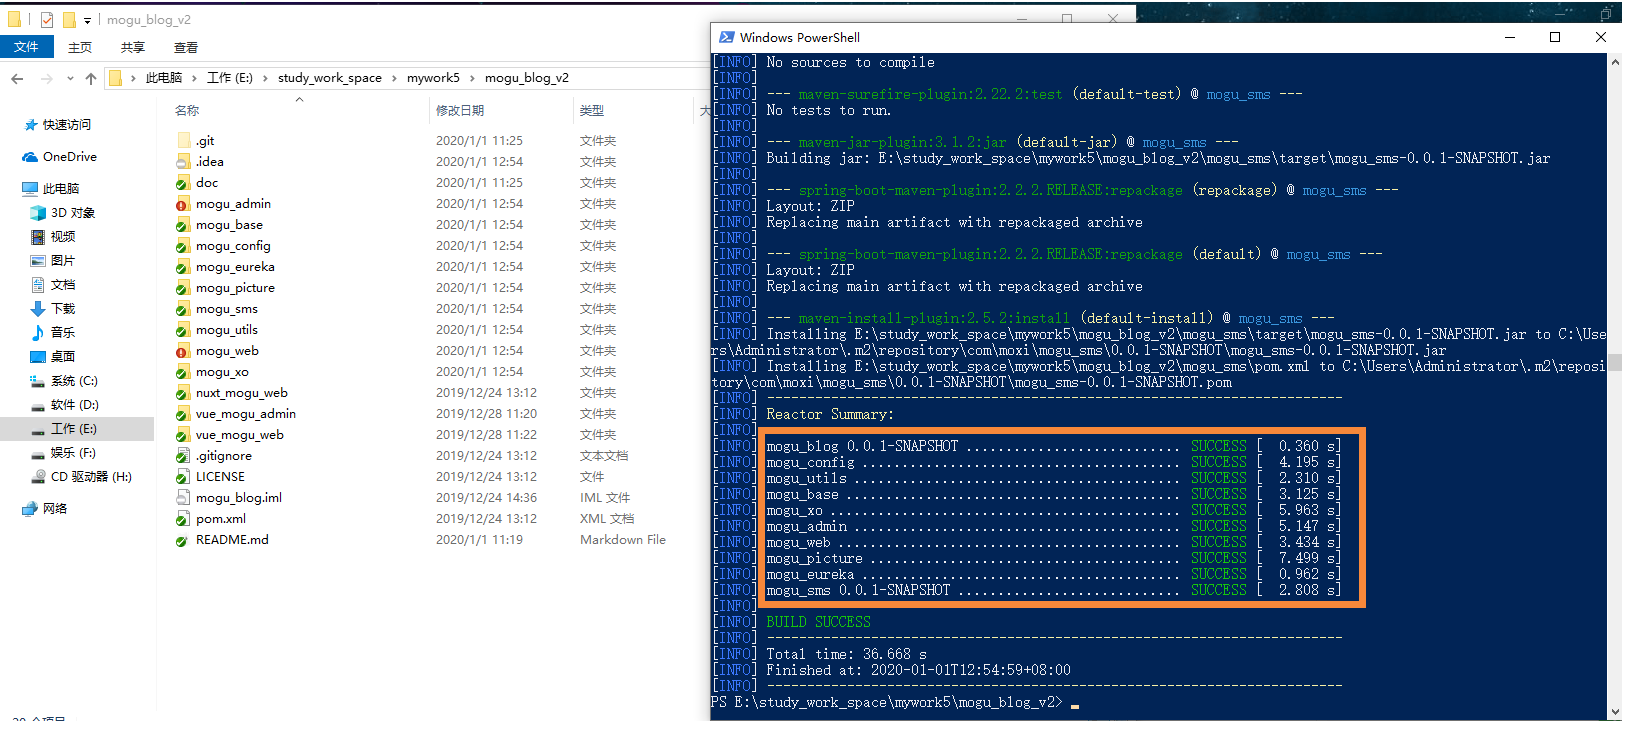 mogu_blog_v2
文件 主页 共享 查看
此电脑 工作 (E:) study_work_space mywork5 mogu_blog_v2
名称 修改日期 类型 大
快速访问
OneDrive
此电脑
3D 对象
视频
图片
文档
下载
音乐
桌面
系统 (C:)
软件 (D:)
工作 (E:)
娱乐 (F:)
CD 驱动器 (H:)
网络
.git 2020/1/1 11:25 文件夹
.idea 2020/1/1 12:54 文件夹
doc 2020/1/1 11:25 文件夹
mogu_admin 2020/1/1 12:54 文件夹
mogu_base 2020/1/1 12:54 文件夹
mogu_config 2020/1/1 12:54 文件夹
mogu_eureka 2020/1/1 12:54 文件夹
mogu_picture 2020/1/1 12:54 文件夹
mogu_sms 2020/1/1 12:54 文件夹
mogu_utils 2020/1/1 12:54 文件夹
mogu_web 2020/1/1 12:54 文件夹
mogu_xo 2020/1/1 12:54 文件夹
nuxt_mogu_web 2019/12/24 13:12 文件夹
vue_mogu_admin 2019/12/28 11:20 文件夹
vue_mogu_web 2019/12/28 11:22 文件夹
.gitignore 2019/12/24 13:12 文本文档
LICENSE 2019/12/24 13:12 文件
mogu_blog.iml 2019/12/24 14:36 IML 文件
pom.xml 2019/12/24 13:12 XML 文档
README.md 2020/1/1 11:19 Markdown File
Windows PowerShell
[INFO] No sources to compile
[INFO]
[INFO] --- maven-surefire-plugin:2.22.2:test (default-test) @ mogu_sms ---
[INFO] No tests to run.
[INFO]
[INFO] --- maven-jar-plugin:3.1.2:jar (default-jar) @ mogu_sms ---
[INFO] Building jar: E:\study_work_space\mywork5\mogu_blog_v2\mogu_sms\target\mogu_sms-0.0.1-SNAPSHOT.jar
[INFO]
[INFO] --- spring-boot-maven-plugin:2.2.2.RELEASE:repackage (repackage) @ mogu_sms ---
[INFO] Layout: ZIP
[INFO] Replacing main artifact with repackaged archive
[INFO]
[INFO] --- spring-boot-maven-plugin:2.2.2.RELEASE:repackage (default) @ mogu_sms ---
[INFO] Layout: ZIP
[INFO] Replacing main artifact with repackaged archive
[INFO]
[INFO] --- maven-install-plugin:2.5.2:install (default-install) @ mogu_sms ---
[INFO] Installing E:\study_work_space\mywork5\mogu_blog_v2\mogu_sms\target\mogu_sms-0.0.1-SNAPSHOT.jar to C:\Use
rs\Administrator\.m2\repository\com\moxi\mogu_sms\0.0.1-SNAPSHOT\mogu_sms-0.0.1-SNAPSHOT.jar
[INFO] Installing E:\study_work_space\mywork5\mogu_blog_v2\mogu_sms\pom.xml to C:\Users\Administrator\.m2\reposi
tory\com\moxi\mogu_sms\0.0.1-SNAPSHOT\mogu_sms-0.0.1-SNAPSHOT.pom
[INFO] ------------------------------------------------------------------------
[INFO] Reactor Summary:
[INFO]
[INFO] mogu_blog 0.0.1-SNAPSHOT ........................... SUCCESS [  0.360 s]
[INFO] mogu_config ........................................ SUCCESS [  4.195 s]
[INFO] mogu_utils ......................................... SUCCESS [  2.310 s]
[INFO] mogu_base .......................................... SUCCESS [  3.125 s]
[INFO] mogu_xo ............................................ SUCCESS [  5.963 s]
[INFO] mogu_admin ......................................... SUCCESS [  5.147 s]
[INFO] mogu_web ........................................... SUCCESS [  3.434 s]
[INFO] mogu_picture ....................................... SUCCESS [  7.499 s]
[INFO] mogu_eureka ........................................ SUCCESS [  0.962 s]
[INFO] mogu_sms 0.0.1-SNAPSHOT ............................ SUCCESS [  2.808 s]
[INFO]
[INFO] BUILD SUCCESS
[INFO] ------------------------------------------------------------------------
[INFO] Total time: 36.668 s
[INFO] Finished at: 2020-01-01T12:54:59+08:00
[INFO] ------------------------------------------------------------------------
PS E:\study_work_space\mywork5\mogu_blog_v2>